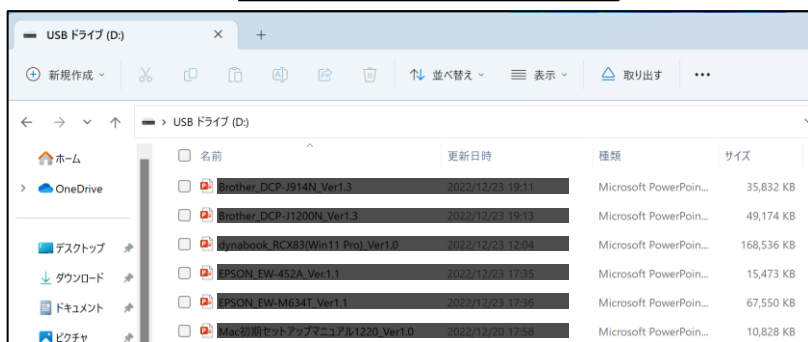 USB ドライブ (D:)
新規作成
並べ替え
表示
取り出す
USB ドライブ (D:)
ホーム
OneDrive
デスクトップ
ダウンロード
ドキュメント
ピクチャ
名前 更新日時 種類 サイズ
Brother_DCP-J914N_Ver1.3 2022/12/23 19:11 Microsoft PowerPoin... 35,832 KB
Brother_DCP-J1200N_Ver1.3 2022/12/23 19:13 Microsoft PowerPoin... 49,174 KB
dynabook_RCX83(Win11 Pro)_Ver1.0 2022/12/23 12:04 Microsoft PowerPoin... 168,536 KB
EPSON_EW-452A_Ver.1.1 2022/12/23 17:35 Microsoft PowerPoin... 15,473 KB
EPSON_EW-M634T_Ver1.1 2022/12/23 17:36 Microsoft PowerPoin... 67,550 KB
Mac初期セットアップマニュアル1220_Ver1.0 2022/12/20 17:58 Microsoft PowerPoin... 10,828 KB